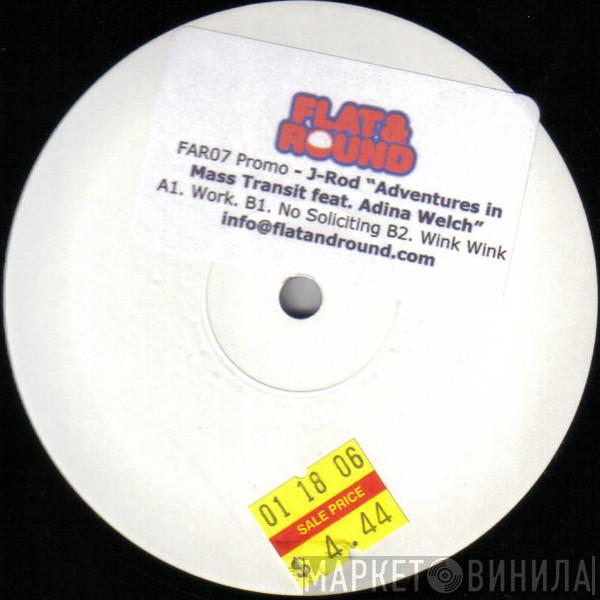 FLAT&
ROUND
FAR07 Promo - J-Rod "Adventures in
Mass Transit feat. Adina Welch"
A1. Work. B1. No Soliciting B2. Wink Wink
info@flatandround.com
01 18 06
SALE PRICE
$ 4.44
МАРКЕТ ВИНИЛА